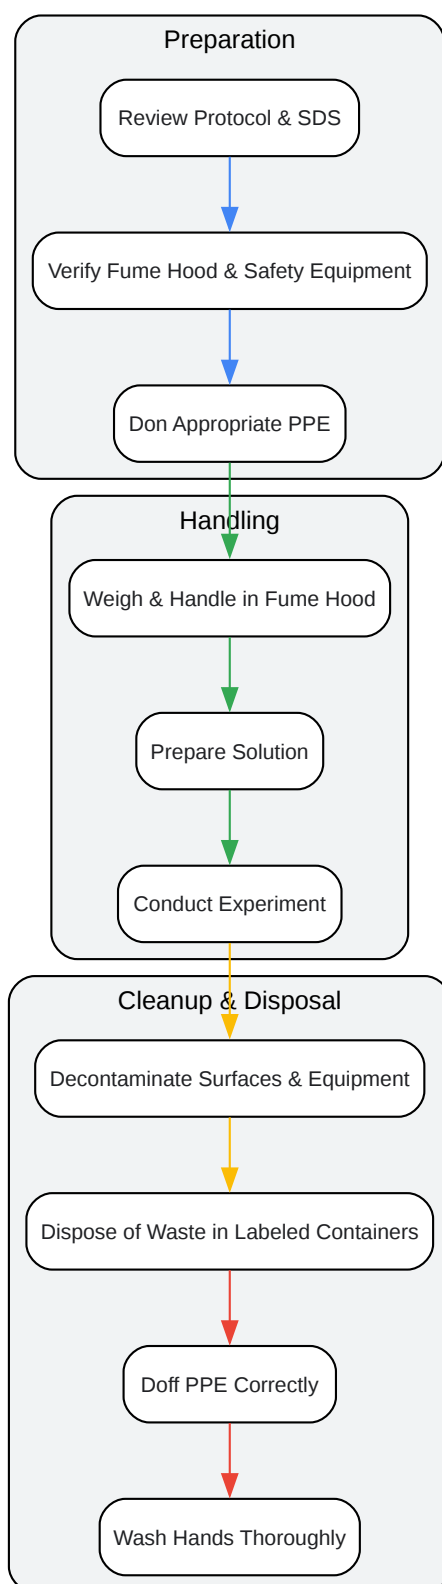 Preparation
Review Protocol & SDS
Verify Fume Hood & Safety Equipment
Don Appropriate PPE
Handling
Weigh & Handle in Fume Hood
Prepare Solution
Conduct Experiment
Cleanup & Disposal
Decontaminate Surfaces & Equipment
Dispose of Waste in Labeled Containers
Doff PPE Correctly
Wash Hands Thoroughly